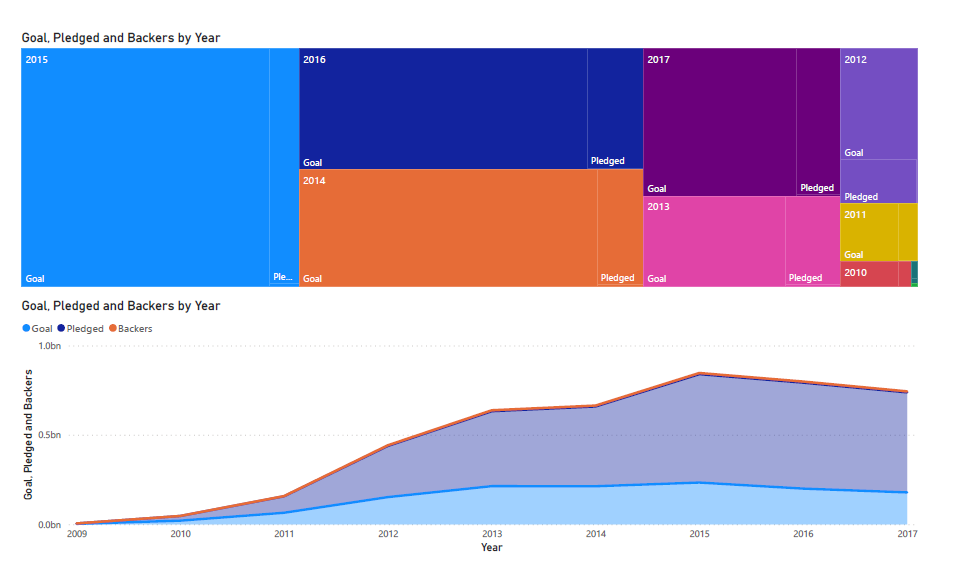 Goal, Pledged and Backers by Year
2015
2016
2017
2012
Goal
Pledged
Goal
Pledged
Goal
Pledged
2014
2013
2011
Goal
2010
Goal
Ple...
Goal
Pledged
Goal
Pledged
Goal, Pledged and Backers by Year
Goal Pledged Backers
1.0bn
0.5bn
0.0bn
Goal, Pledged and Backers
2009 2010 2011 2012 2013 2014 2015 2016 2017
Year